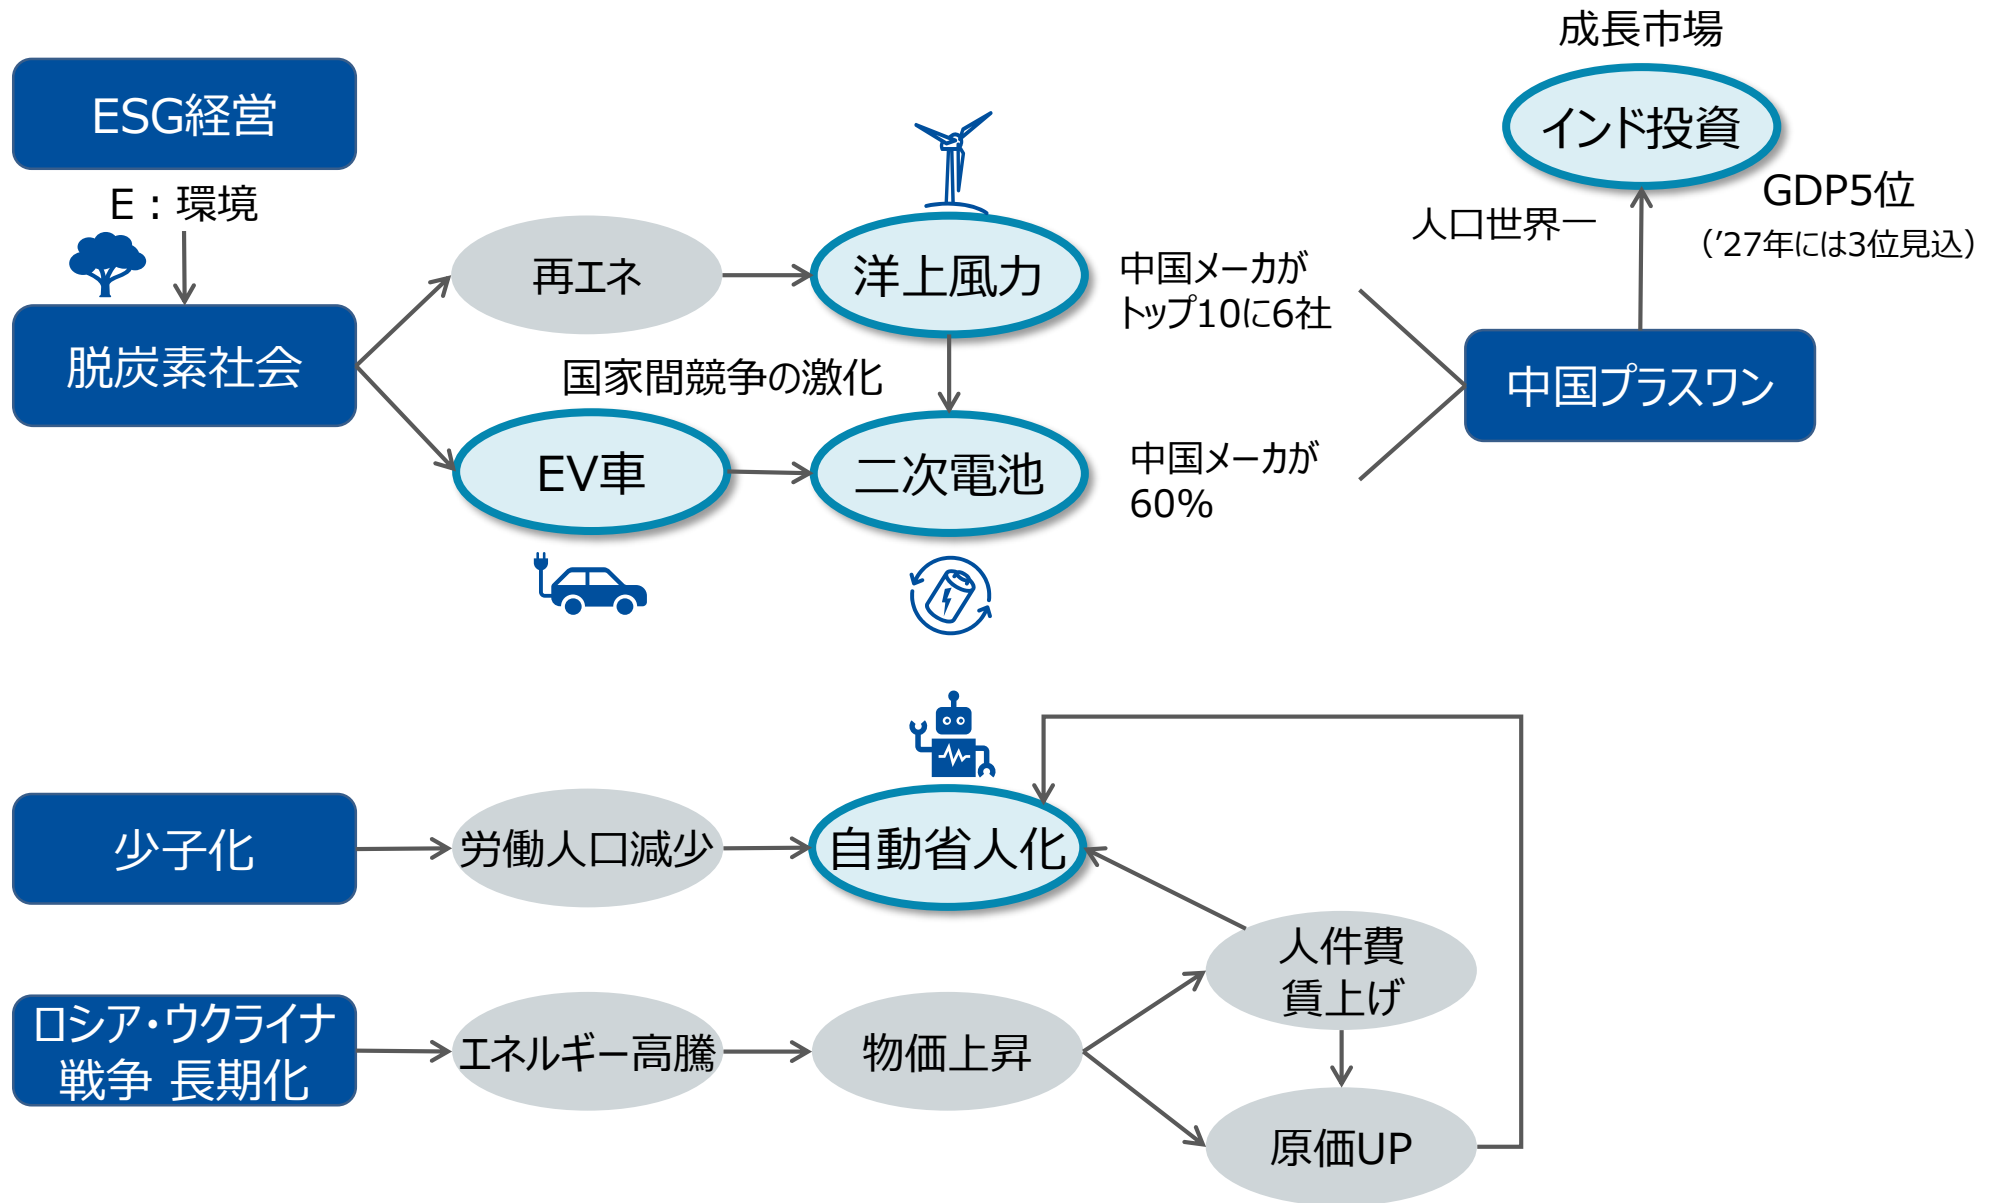 成長市場
ESG経営
インド投資
E：環境
GDP5位
人口世界一
（’27年には3位見込）
再エネ
洋上風力
中国メーカが
トップ10に6社
脱炭素社会
国家間競争の激化
中国プラスワン
EV車
二次電池
中国メーカが
60%
少子化
労働人口減少
自動省人化
人件費
賃上げ
ロシア・ウクライナ
戦争 長期化
エネルギー高騰
物価上昇
原価UP